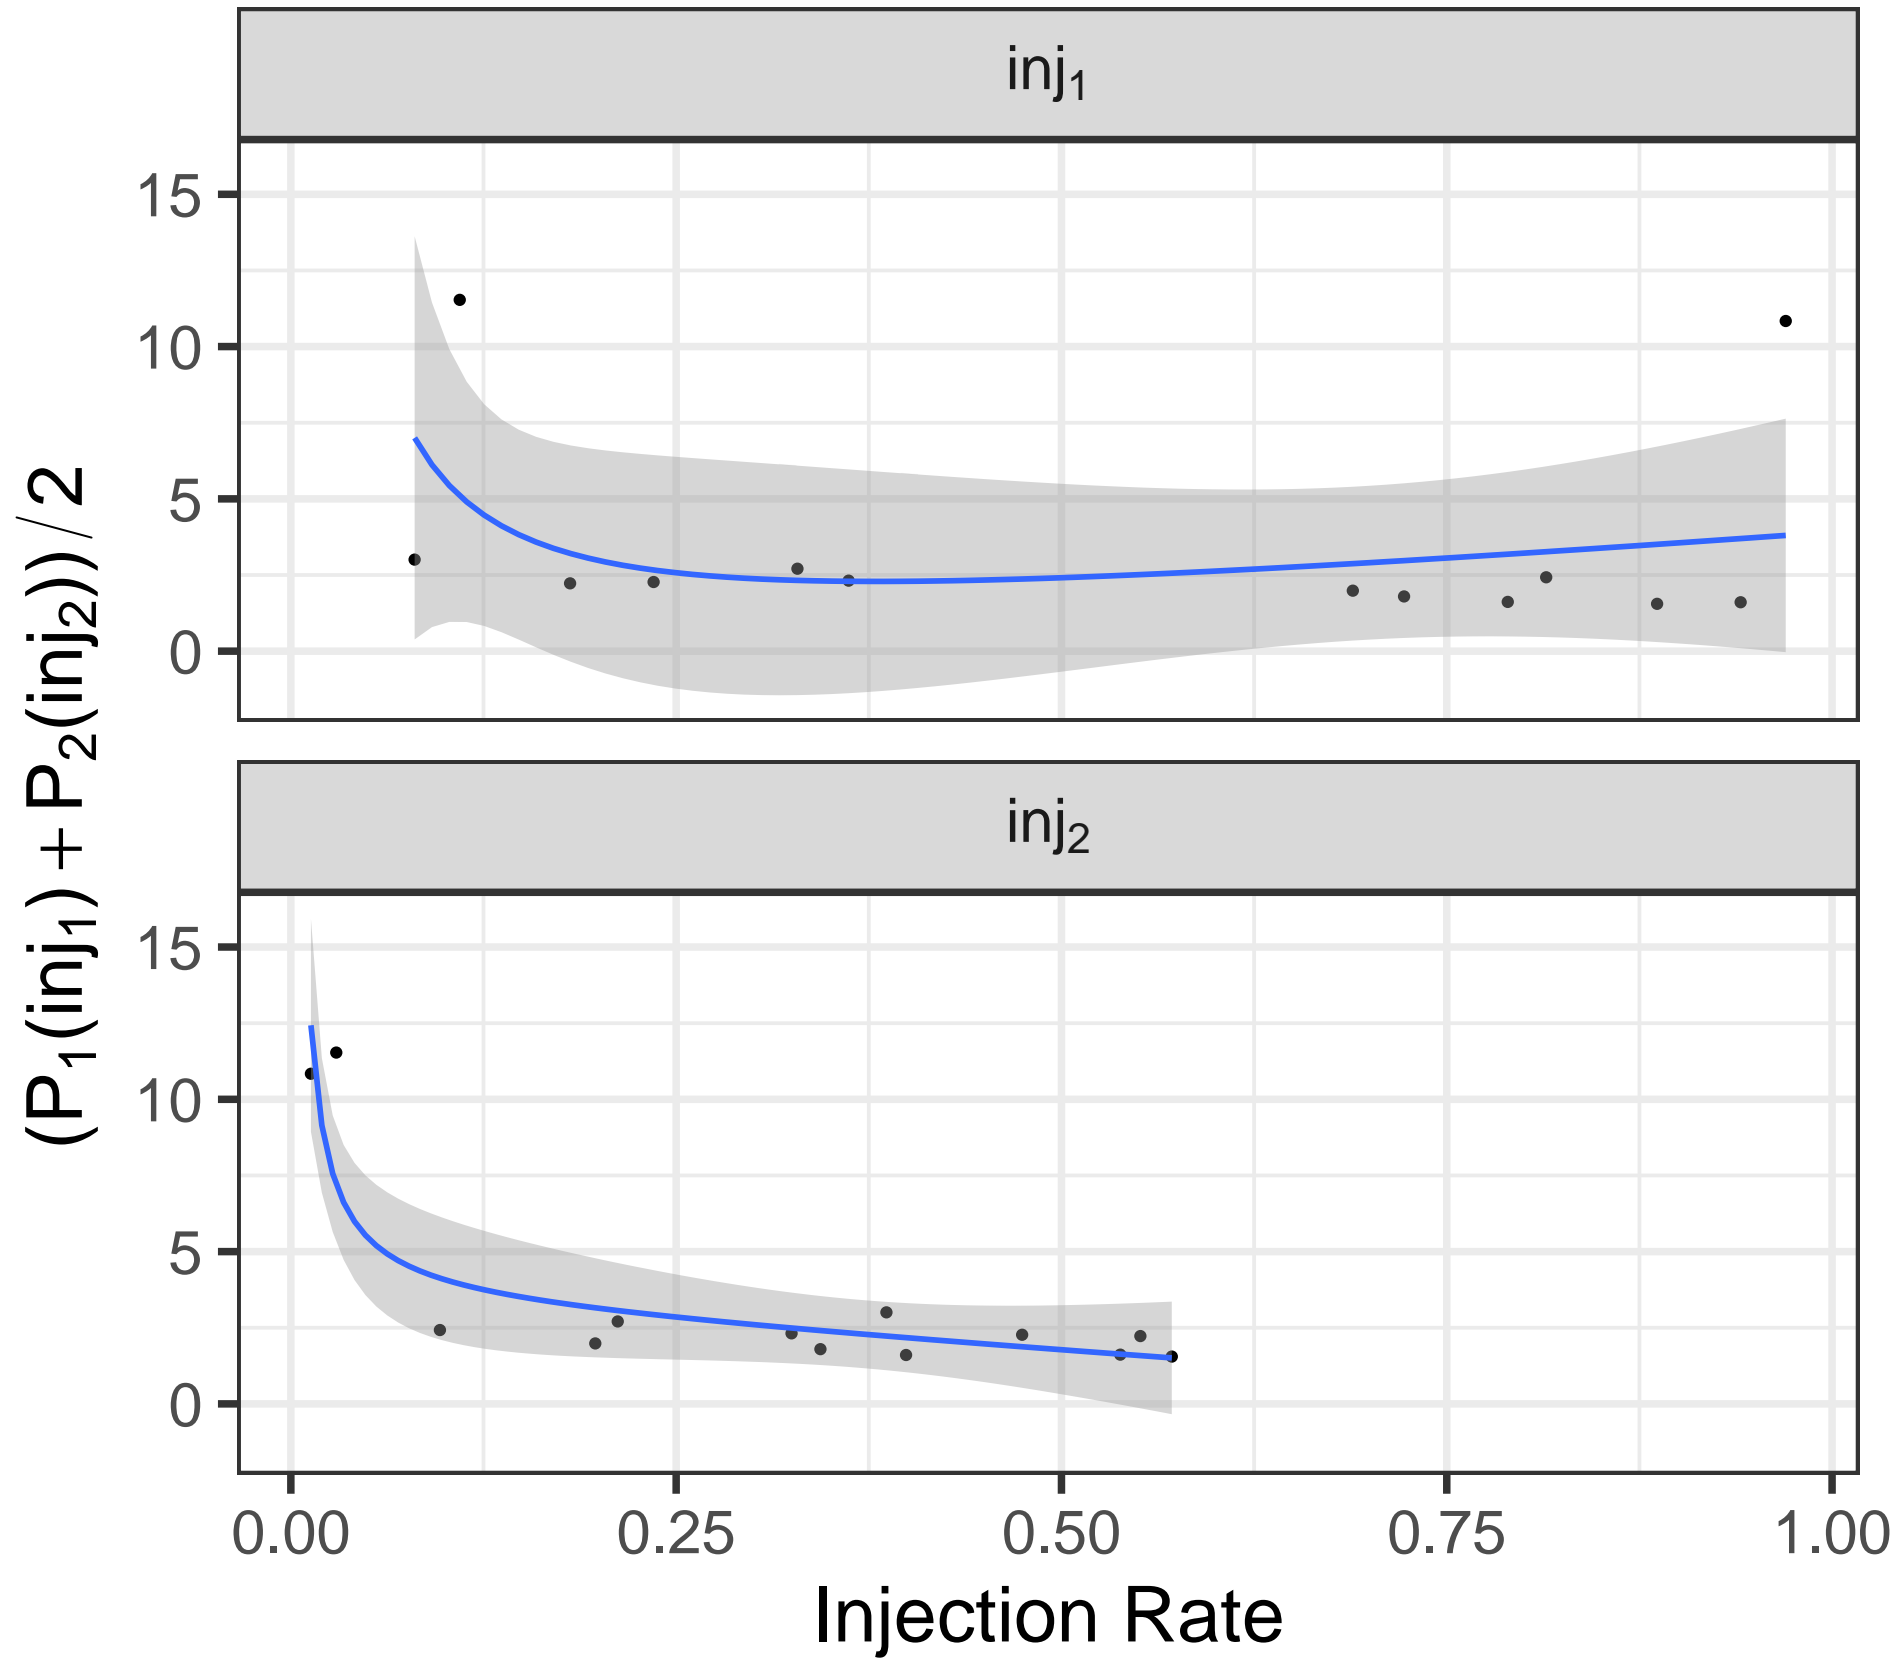 inj₁
15
10
5
0
inj₂
15
10
5
0
0.00 0.25 0.50 0.75 1.00
Injection Rate
(P₁(inj₁) + P₂(inj₂)) / 2